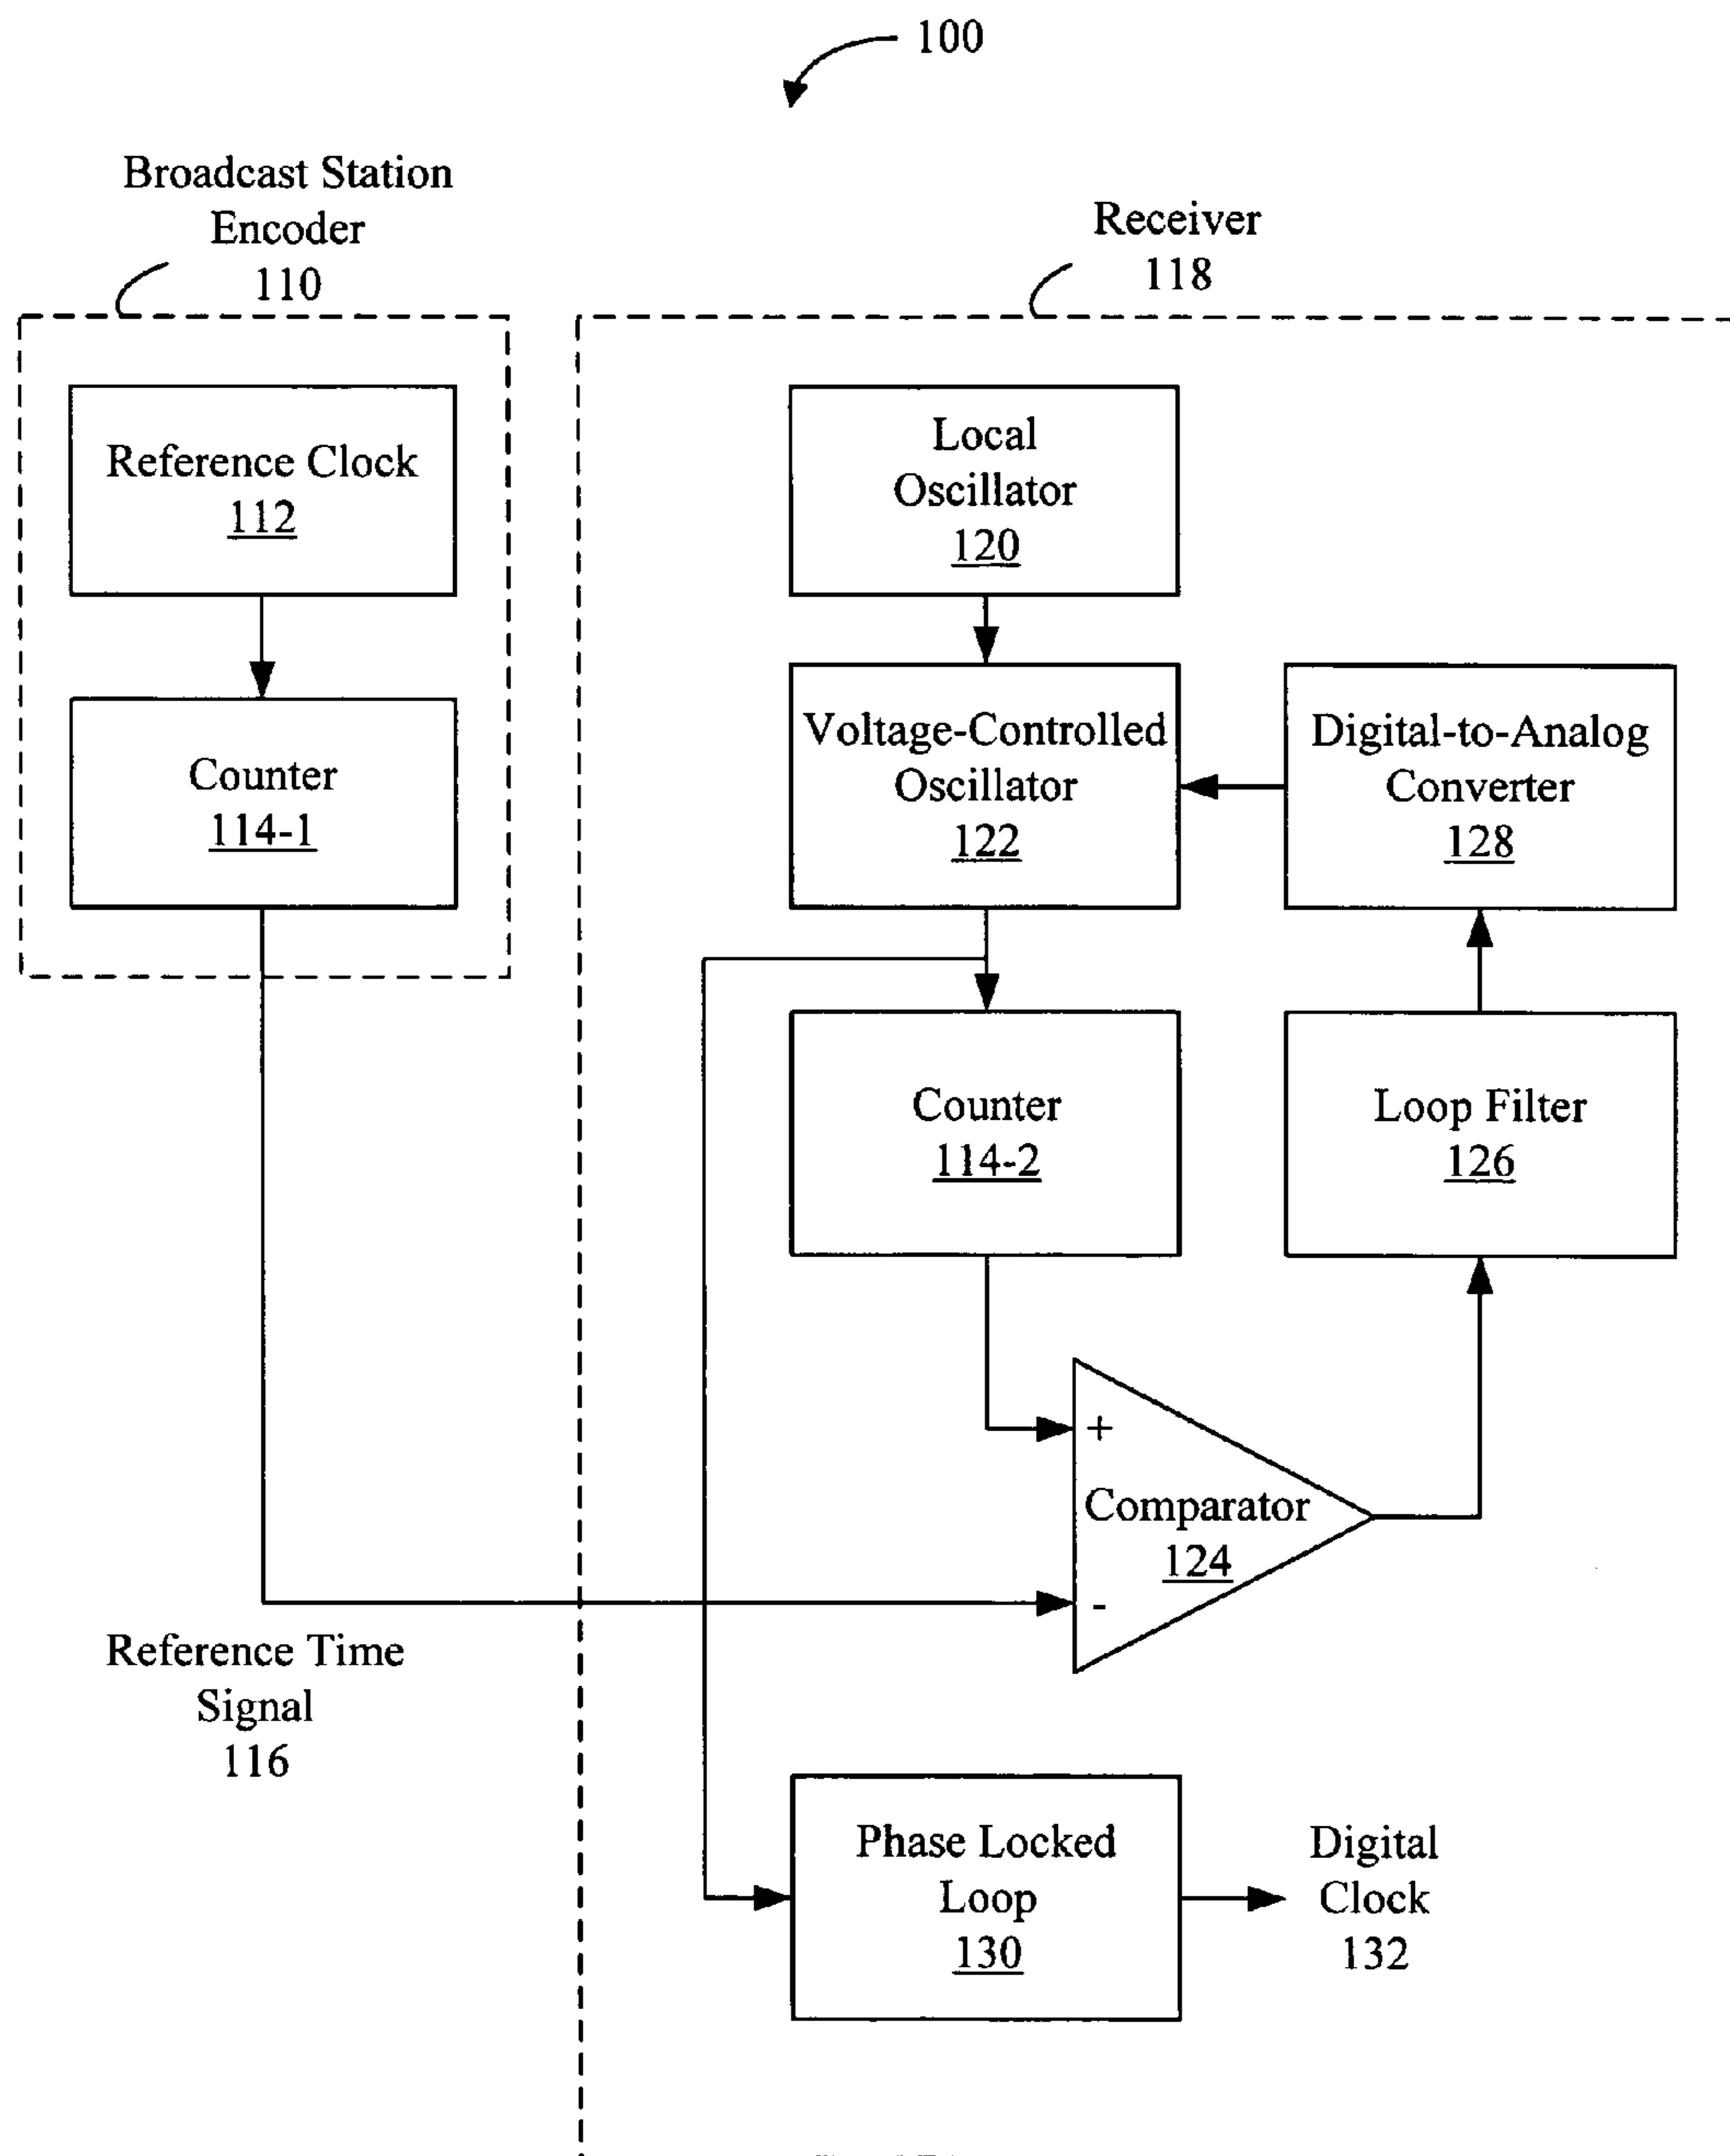 100
Broadcast Station
Encoder
110
Receiver
118
Reference Clock
112
Counter
114-1
Local
Oscillator
120
Voltage-Controlled
Oscillator
122
Digital-to-Analog
Converter
128
Counter
114-2
Loop Filter
126
+
Comparator
124
-
Reference Time
Signal
116
Phase Locked
Loop
130
Digital
Clock
132